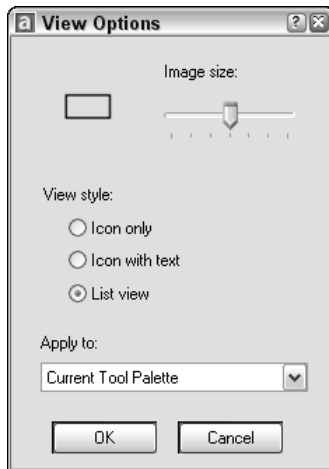 a View Options
Image size:
View style:
Icon only
Icon with text
List view
Apply to:
Current Tool Palette
OK Cancel